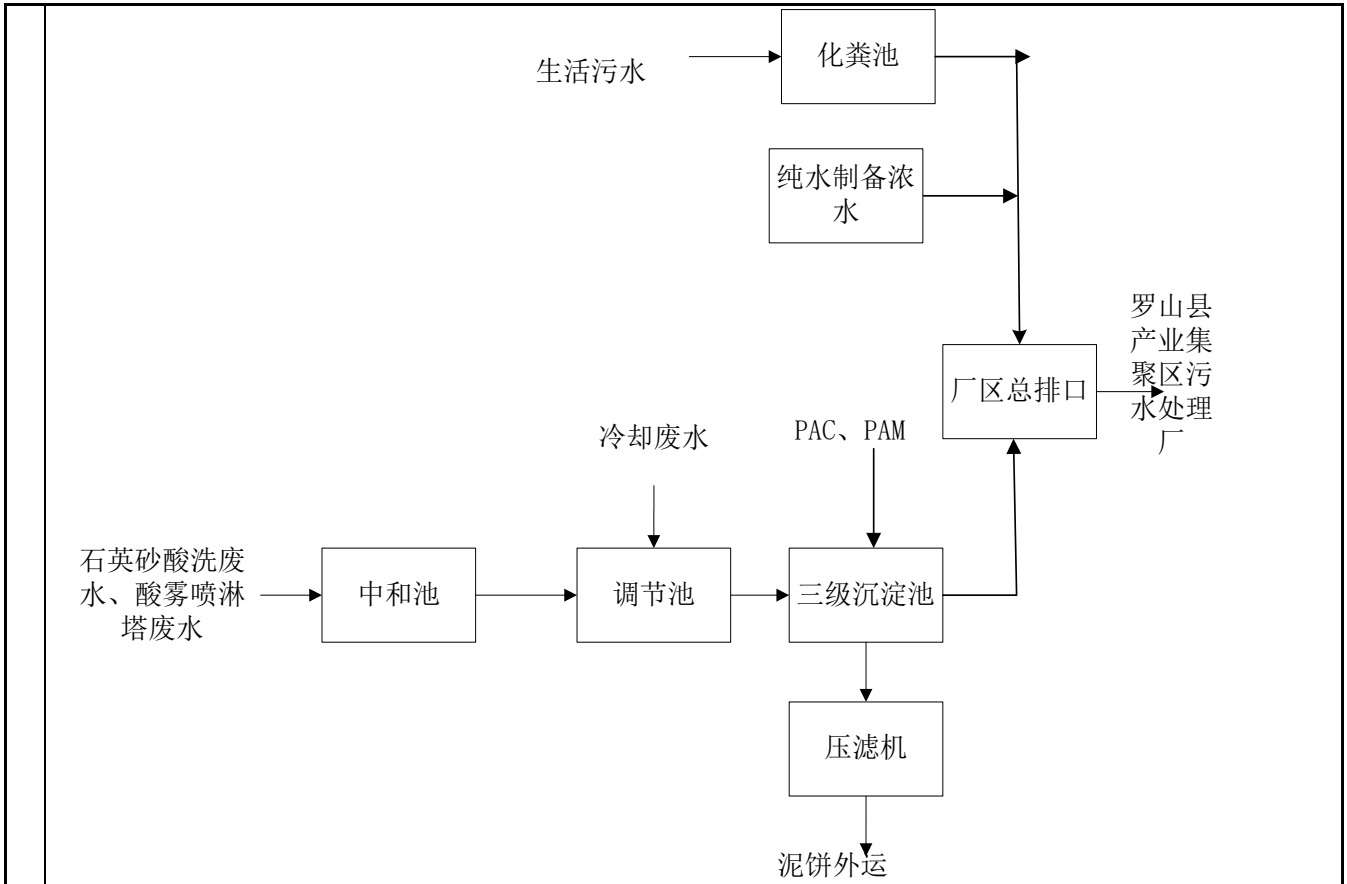 生活污水
化粪池
纯水制备浓
水
罗山县
产业集
聚区污
水处理
厂
厂区总排口
冷却废水
PAC、PAM
石英砂酸洗废
水、酸雾喷淋
塔废水
中和池
调节池
三级沉淀池
压滤机
泥饼外运